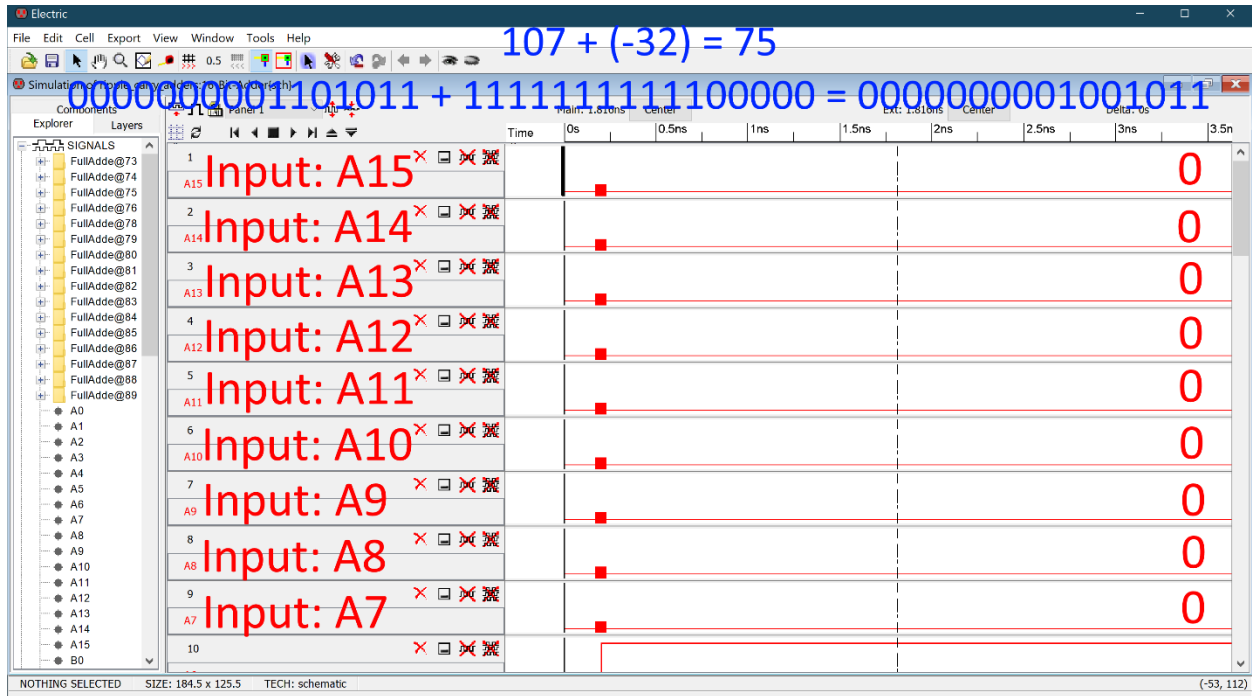 Electric
File Edit Cell Export View Window Tools Help
107 + (-32) = 75
0.5
0000000001101011 + 1111111111100000 = 0000000001001011
Components
Explorer Layers
Panel 1
Main: 1.816ns Center Ext: 1.816ns Center Delta: 0s
Time 0s 0.5ns 1ns 1.5ns 2ns 2.5ns 3ns 3.5n
SIGNALS
FullAdde@73
FullAdde@74
FullAdde@75
FullAdde@76
FullAdde@78
FullAdde@79
FullAdde@80
FullAdde@81
FullAdde@82
FullAdde@83
FullAdde@84
FullAdde@85
FullAdde@86
FullAdde@87
FullAdde@88
FullAdde@89
A0
A1
A2
A3
A4
A5
A6
A7
A8
A9
A10
A11
A12
A13
A14
A15
B0
1
A15 Input: A15 0
2
A14 Input: A14 0
3
A13 Input: A13 0
4
A12 Input: A12 0
5
A11 Input: A11 0
6
A10 Input: A10 0
7
A9 Input: A9 0
8
A8 Input: A8 0
9
A7 Input: A7 0
10
NOTHING SELECTED SIZE: 184.5 x 125.5 TECH: schematic (-53, 112)